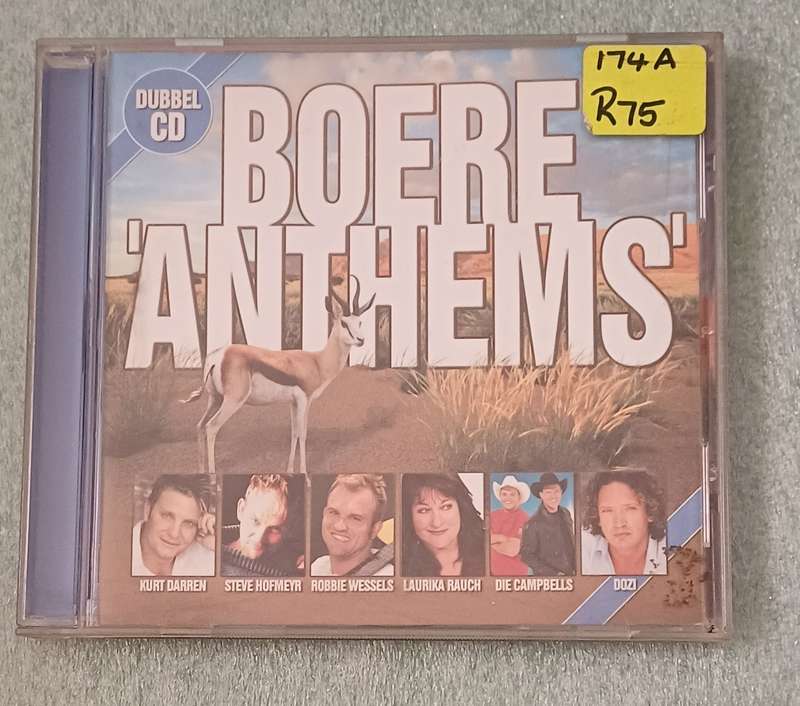 DUBBEL
CD
174A
R75
BOERE
'ANTHEMS'
KURT DARREN
STEVE HOFMEYR
ROBBIE WESSELS
LAURIKA RAUCH
DIE CAMPBELLS
DOZI